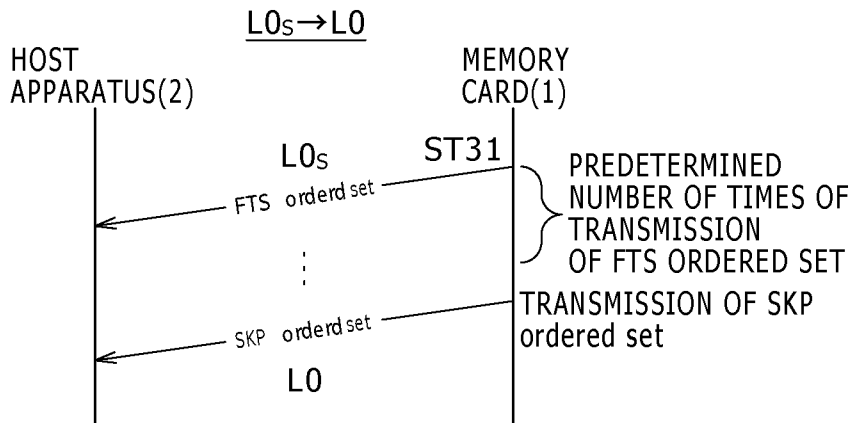 L0s→L0
HOST
APPARATUS(2)
MEMORY
CARD(1)
L0s
ST31
FTS orderd set
PREDETERMINED
NUMBER OF TIMES OF
TRANSMISSION
OF FTS ORDERED SET
TRANSMISSION OF SKP
ordered set
SKP orderd set
L0